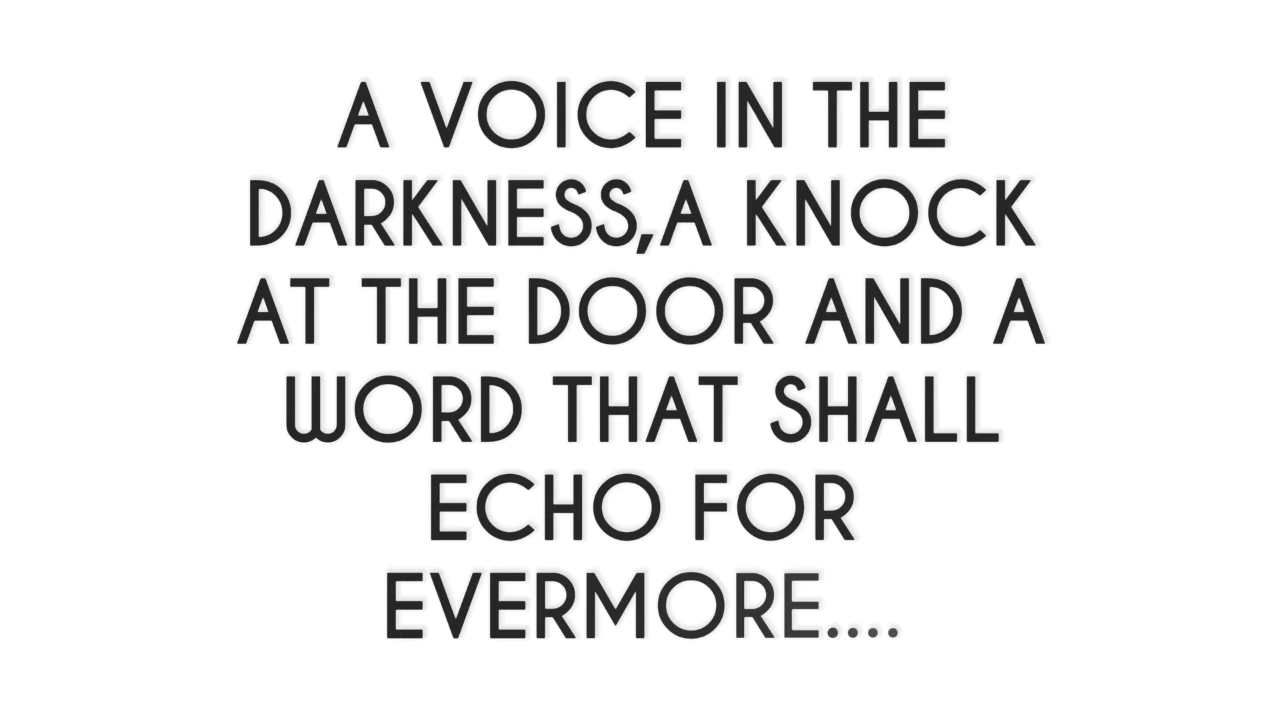 A VOICE IN THE
DARKNESS,A KNOCK
AT THE DOOR AND A
WORD THAT SHALL
ECHO FOR
EVERMORE....